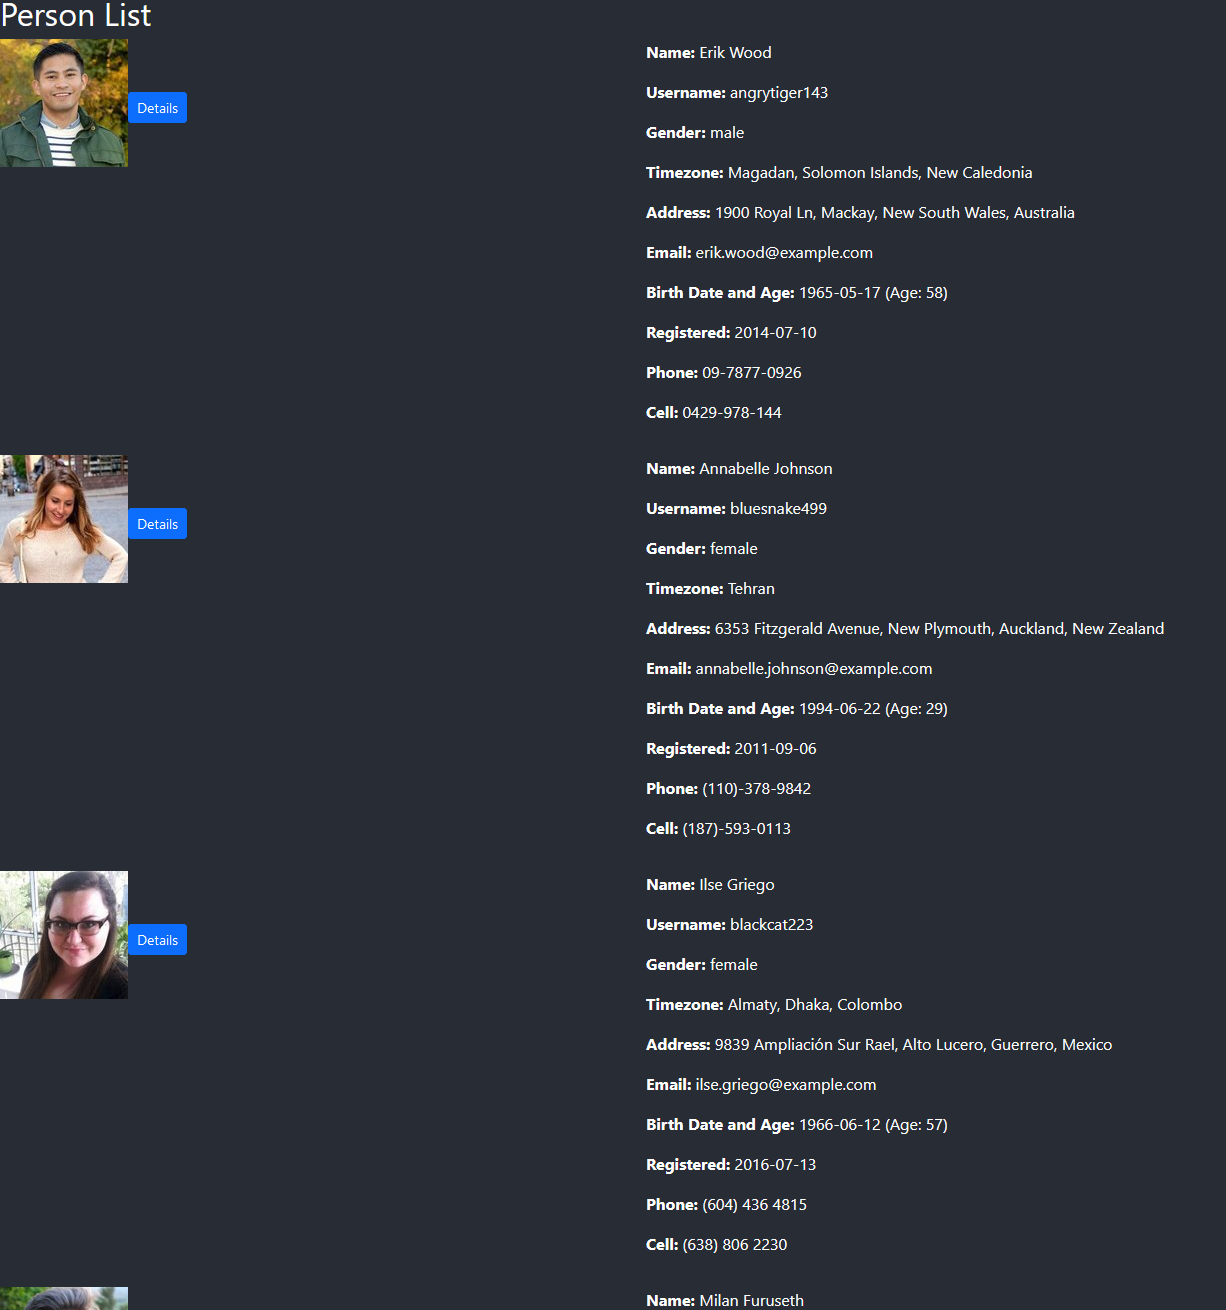 Person List
Details
Name: Erik Wood
Username: angrytiger143
Gender: male
Timezone: Magadan, Solomon Islands, New Caledonia
Address: 1900 Royal Ln, Mackay, New South Wales, Australia
Email: erik.wood@example.com
Birth Date and Age: 1965-05-17 (Age: 58)
Registered: 2014-07-10
Phone: 09-7877-0926
Cell: 0429-978-144
Details
Name: Annabelle Johnson
Username: bluesnake499
Gender: female
Timezone: Tehran
Address: 6353 Fitzgerald Avenue, New Plymouth, Auckland, New Zealand
Email: annabelle.johnson@example.com
Birth Date and Age: 1994-06-22 (Age: 29)
Registered: 2011-09-06
Phone: (110)-378-9842
Cell: (187)-593-0113
Details
Name: Ilse Griego
Username: blackcat223
Gender: female
Timezone: Almaty, Dhaka, Colombo
Address: 9839 Ampliación Sur Rael, Alto Lucero, Guerrero, Mexico
Email: ilse.griego@example.com
Birth Date and Age: 1966-06-12 (Age: 57)
Registered: 2016-07-13
Phone: (604) 436 4815
Cell: (638) 806 2230
Name: Milan Furuseth